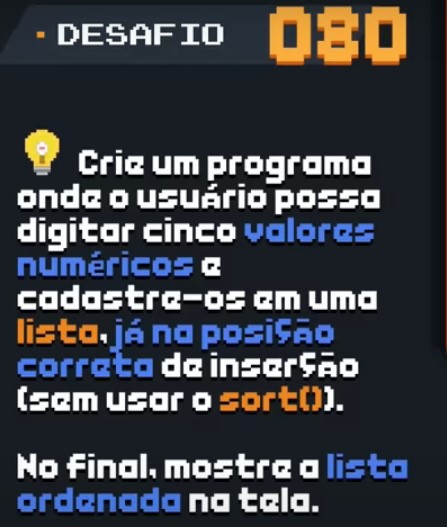 DESAFIO 080
Crie um programa
onde o usuário possa
digitar cinco valores
numéricos e
cadastre-os em uma
lista, já na posição
correta de inserção
(sem usar o sort()).
No final, mostre a lista
ordenada na tela.